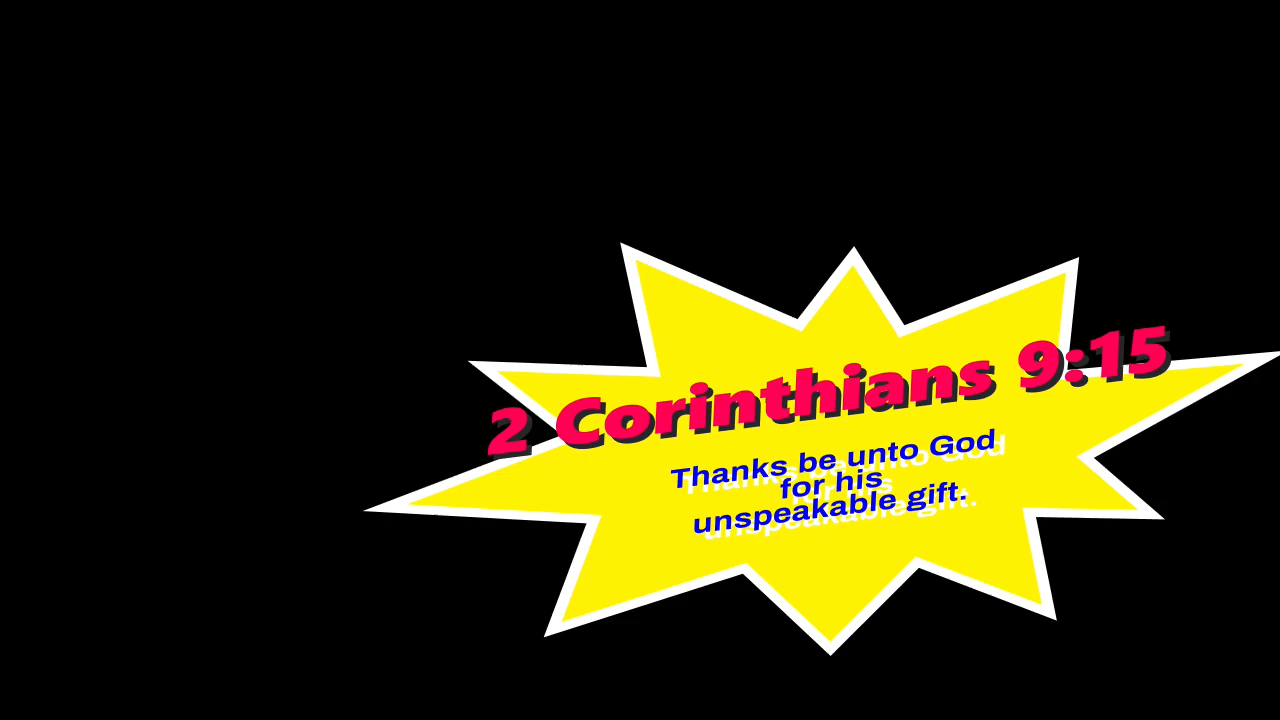 2 Corinthians 9:15
Thanks be unto God
for his
unspeakable gift.